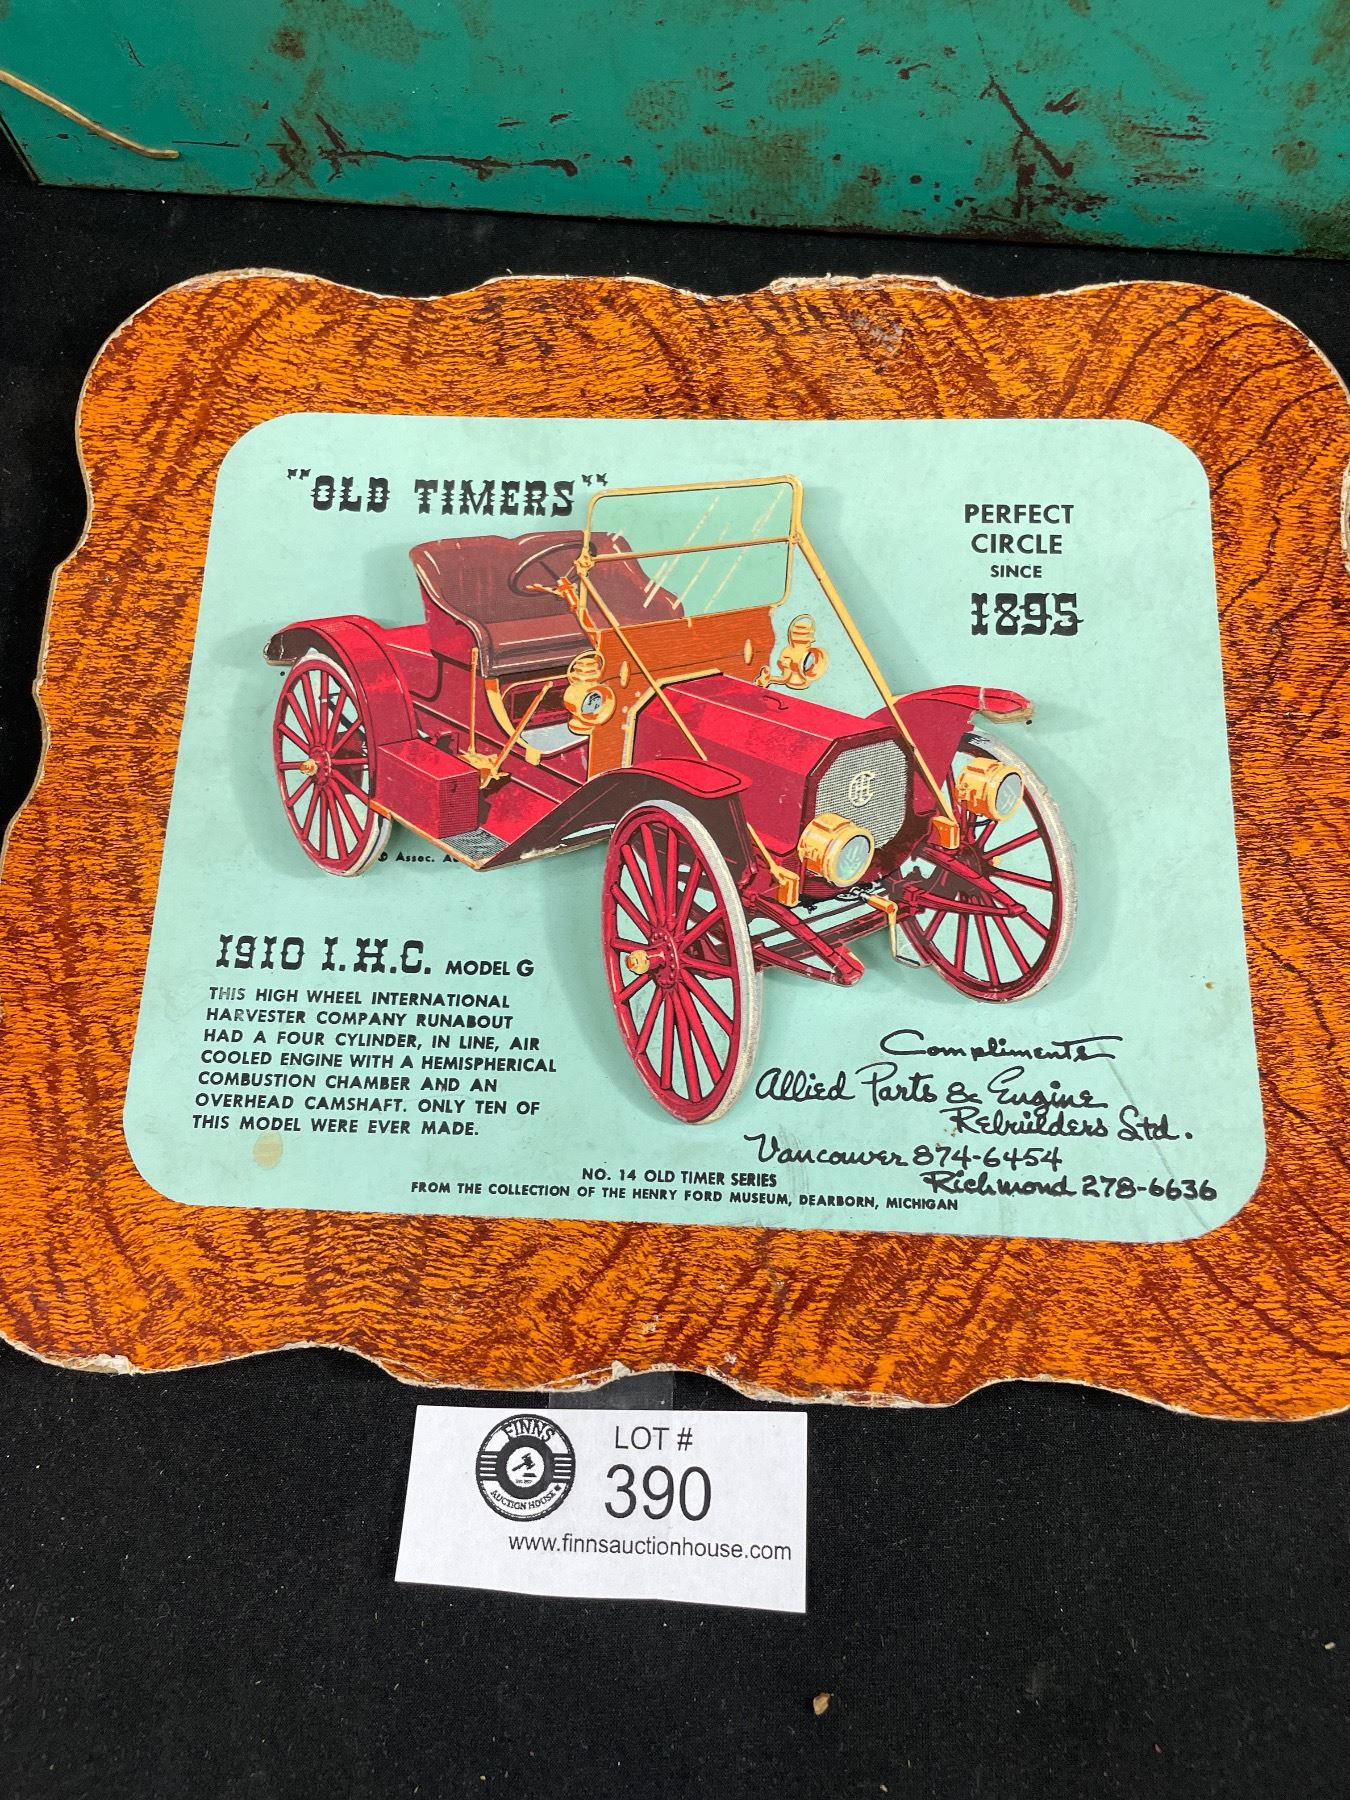 "OLD TIMERS"
PERFECT
CIRCLE
SINCE
1895
© Assoc.
1910 I.H.C. MODEL G
THIS HIGH WHEEL INTERNATIONAL
HARVESTER COMPANY RUNABOUT
HAD A FOUR CYLINDER, IN LINE, AIR
COOLED ENGINE WITH A HEMISPHERICAL
COMBUSTION CHAMBER AND AN
OVERHEAD CAMSHAFT. ONLY TEN OF
THIS MODEL WERE EVER MADE.
Compliments
Allied Parts & Engine
Rebuilders Ltd.
Vancouver 874-6454
Richmond 278-6636
NO. 14 OLD TIMER SERIES
FROM THE COLLECTION OF THE HENRY FORD MUSEUM, DEARBORN, MICHIGAN
FINNS
AUCTION HOUSE
LOT #
390
www.finnsauctionhouse.com